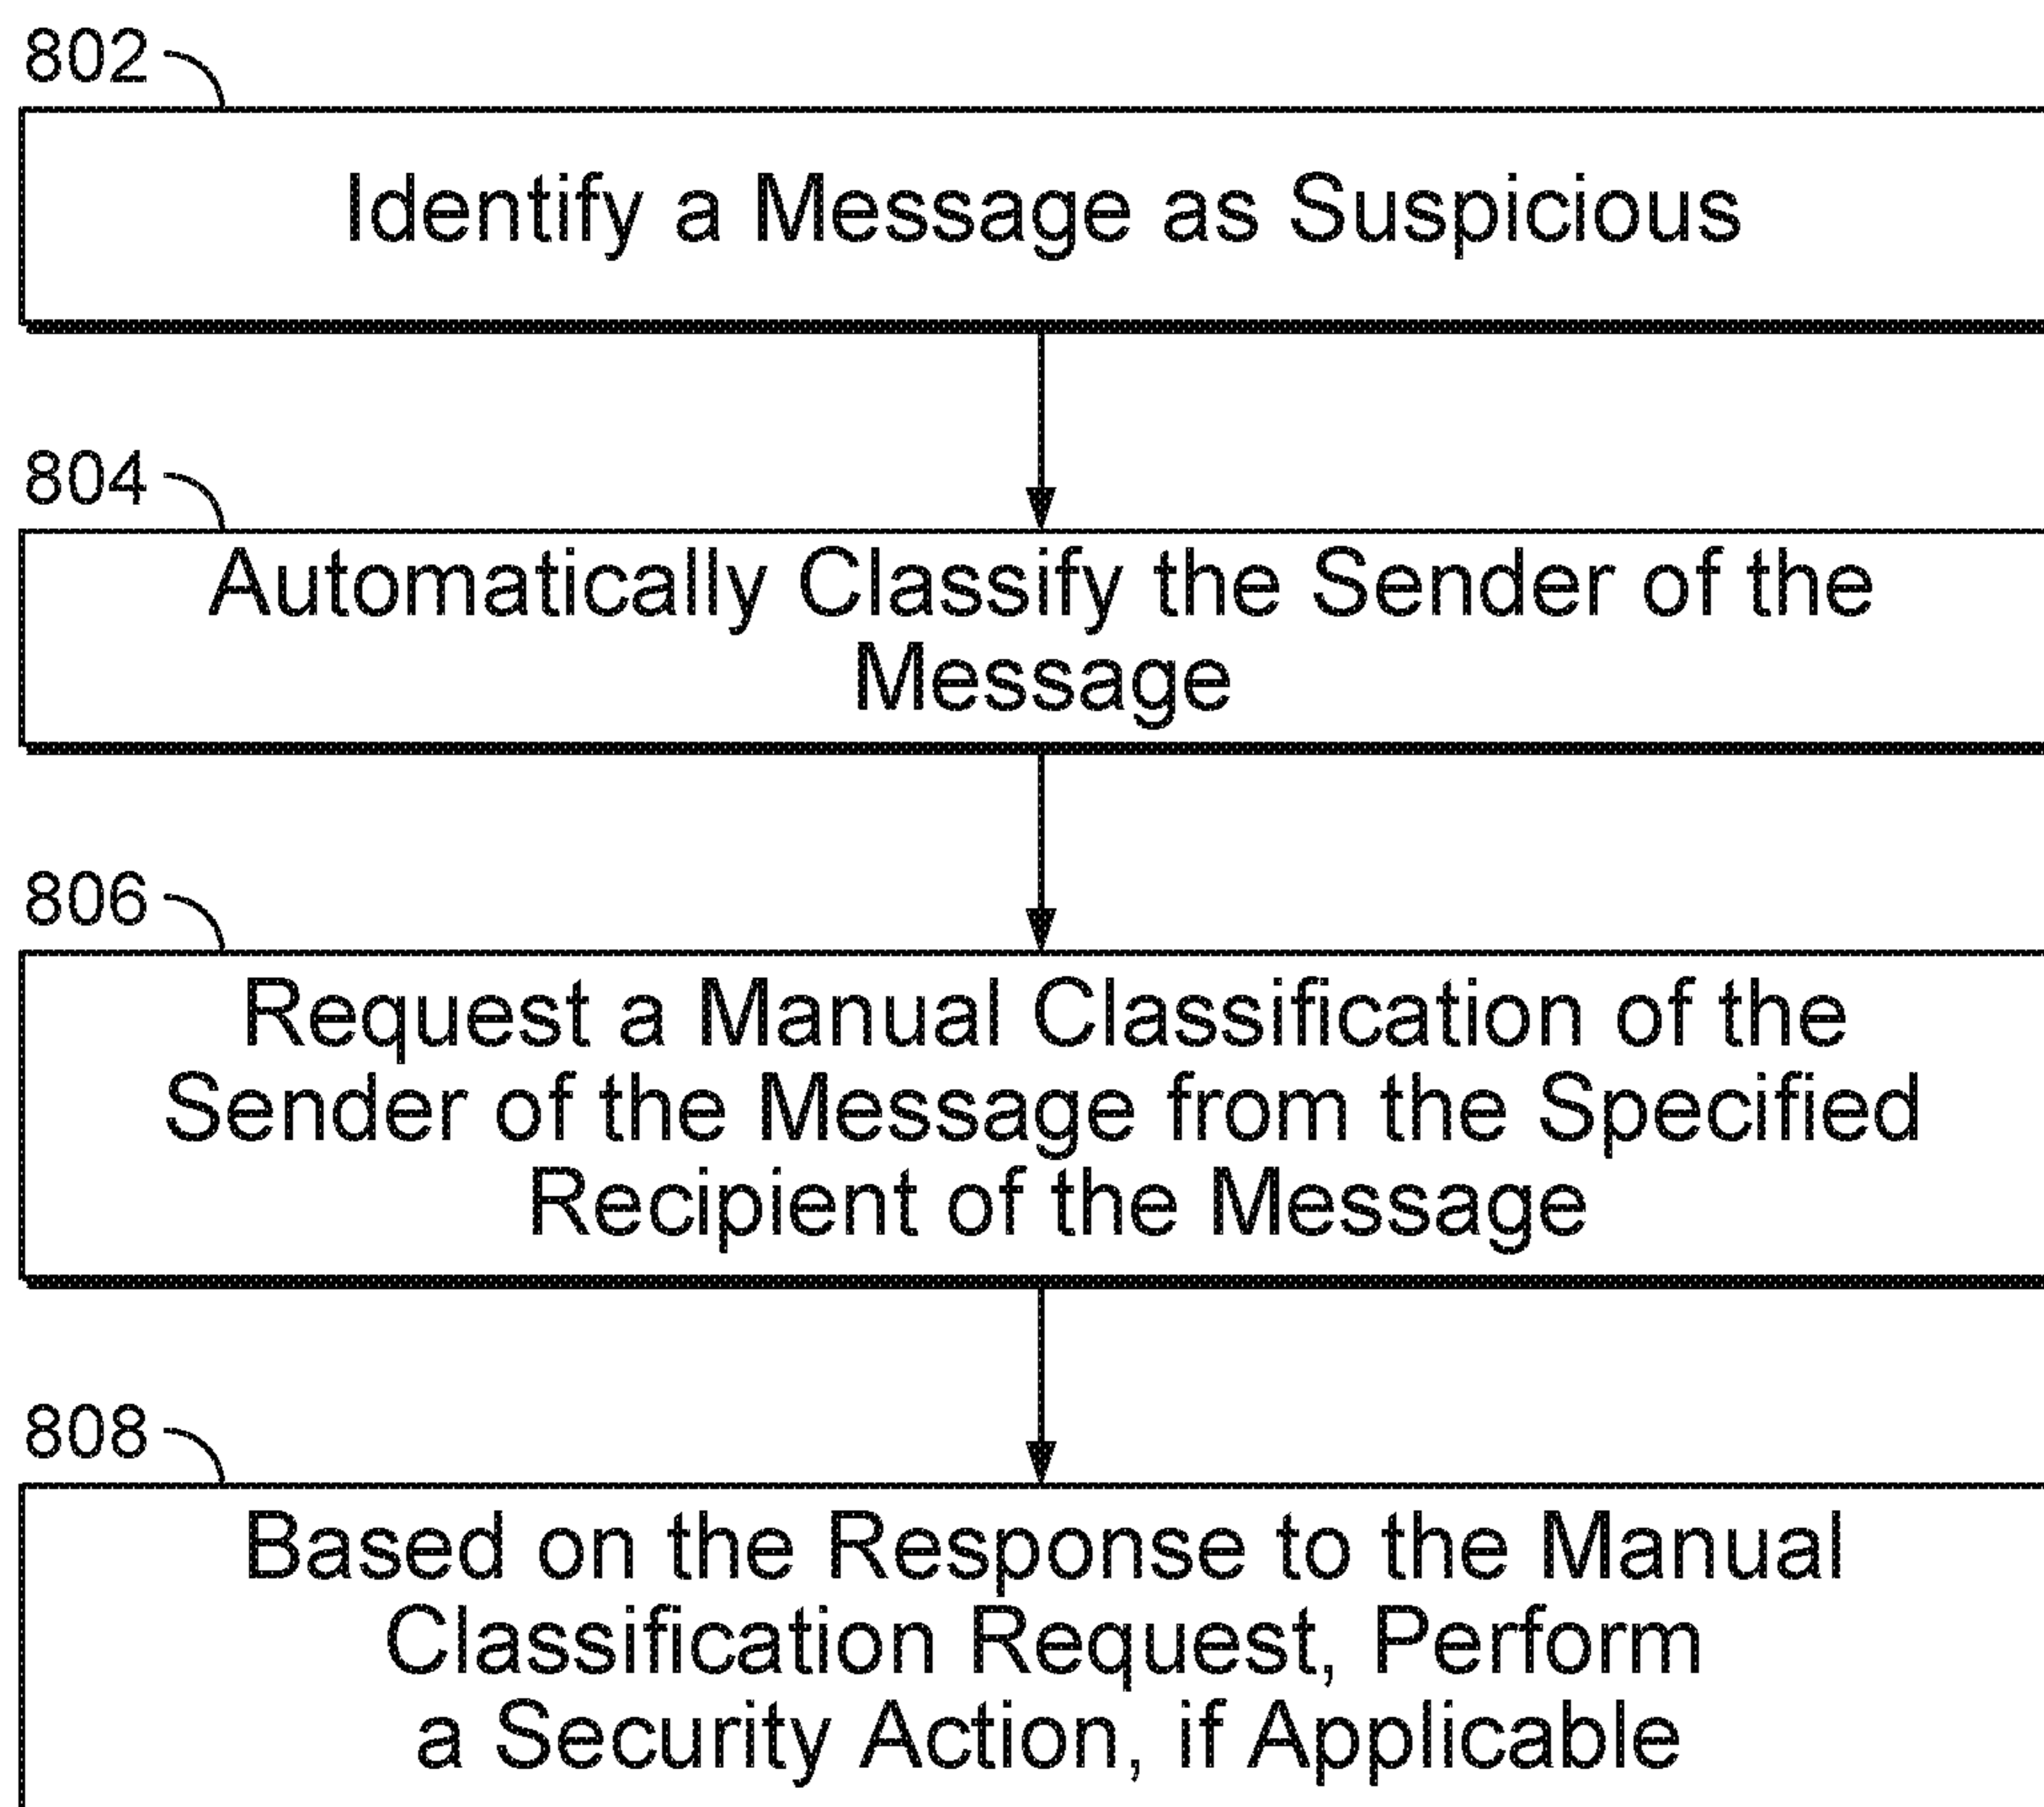 802
Identify a Message as Suspicious
804
Automatically Classify the Sender of the
Message
806
Request a Manual Classification of the
Sender of the Message from the Specified
Recipient of the Message
808
Based on the Response to the Manual
Classification Request, Perform
a Security Action, if Applicable